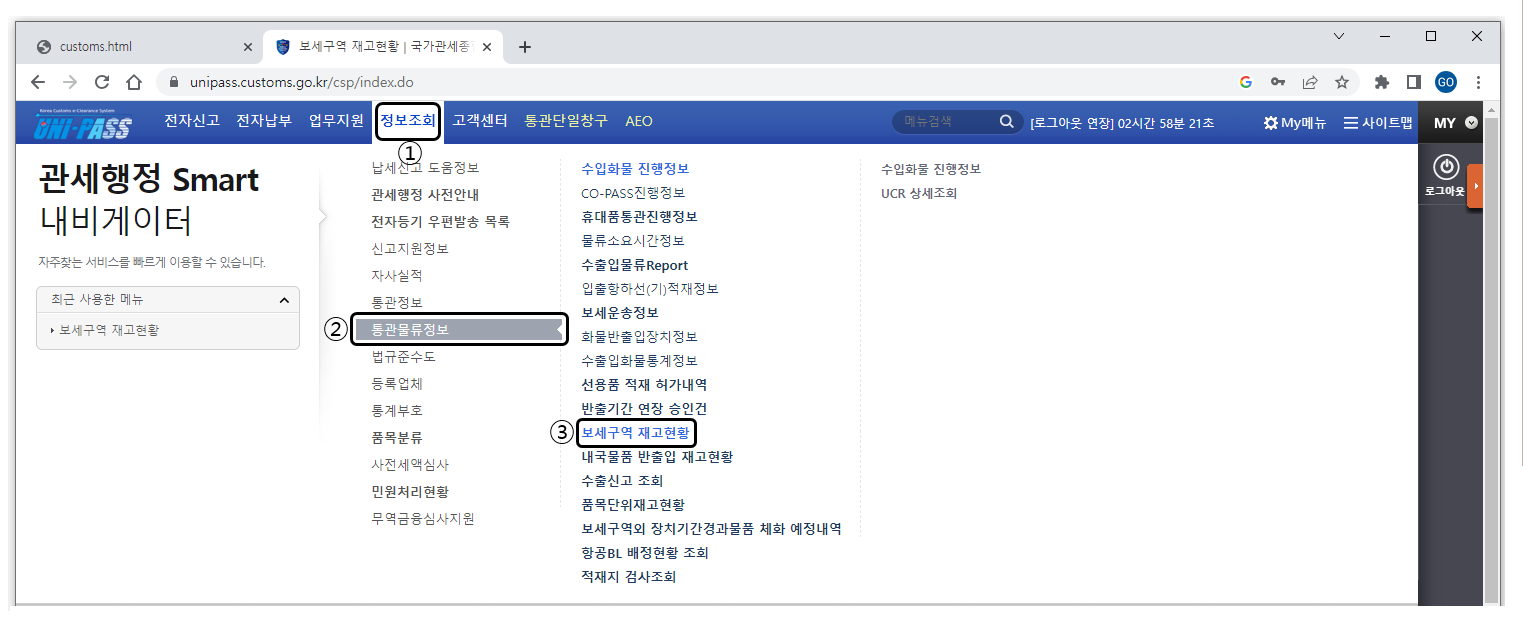 customs.html
보세구역 재고현황 | 국가관세종
unipass.customs.go.kr/csp/index.do
GO
Korea Customs e-Clearance System
UNI-PASS
전자신고 전자납부 업무지원 정보조회 고객센터 통관단일창구 AEO
메뉴검색
[로그아웃 연장] 02시간 58분 21초
My메뉴 사이트맵
MY
로그아웃
①
관세행정 Smart
내비게이터
자주찾는 서비스를 빠르게 이용할 수 있습니다.
최근 사용한 메뉴
보세구역 재고현황
납세신고 도움정보
관세행정 사전안내
전자등기 우편발송 목록
신고지원정보
자사실적
통관정보
② 통관물류정보
법규준수도
등록업체
통계부호
품목분류
사전세액심사
민원처리현황
무역금융심사지원
수입화물 진행정보
CO-PASS진행정보
휴대품통관진행정보
물류소요시간정보
수출입물류Report
입출항하선(기)적재정보
보세운송정보
화물반출입장치정보
수출입화물통계정보
선용품 적재 허가내역
반출기간 연장 승인건
③ 보세구역 재고현황
내국물품 반출입 재고현황
수출신고 조회
품목단위재고현황
보세구역외 장치기간경과물품 체화 예정내역
항공BL 배정현황 조회
적재지 검사조회
수입화물 진행정보
UCR 상세조회